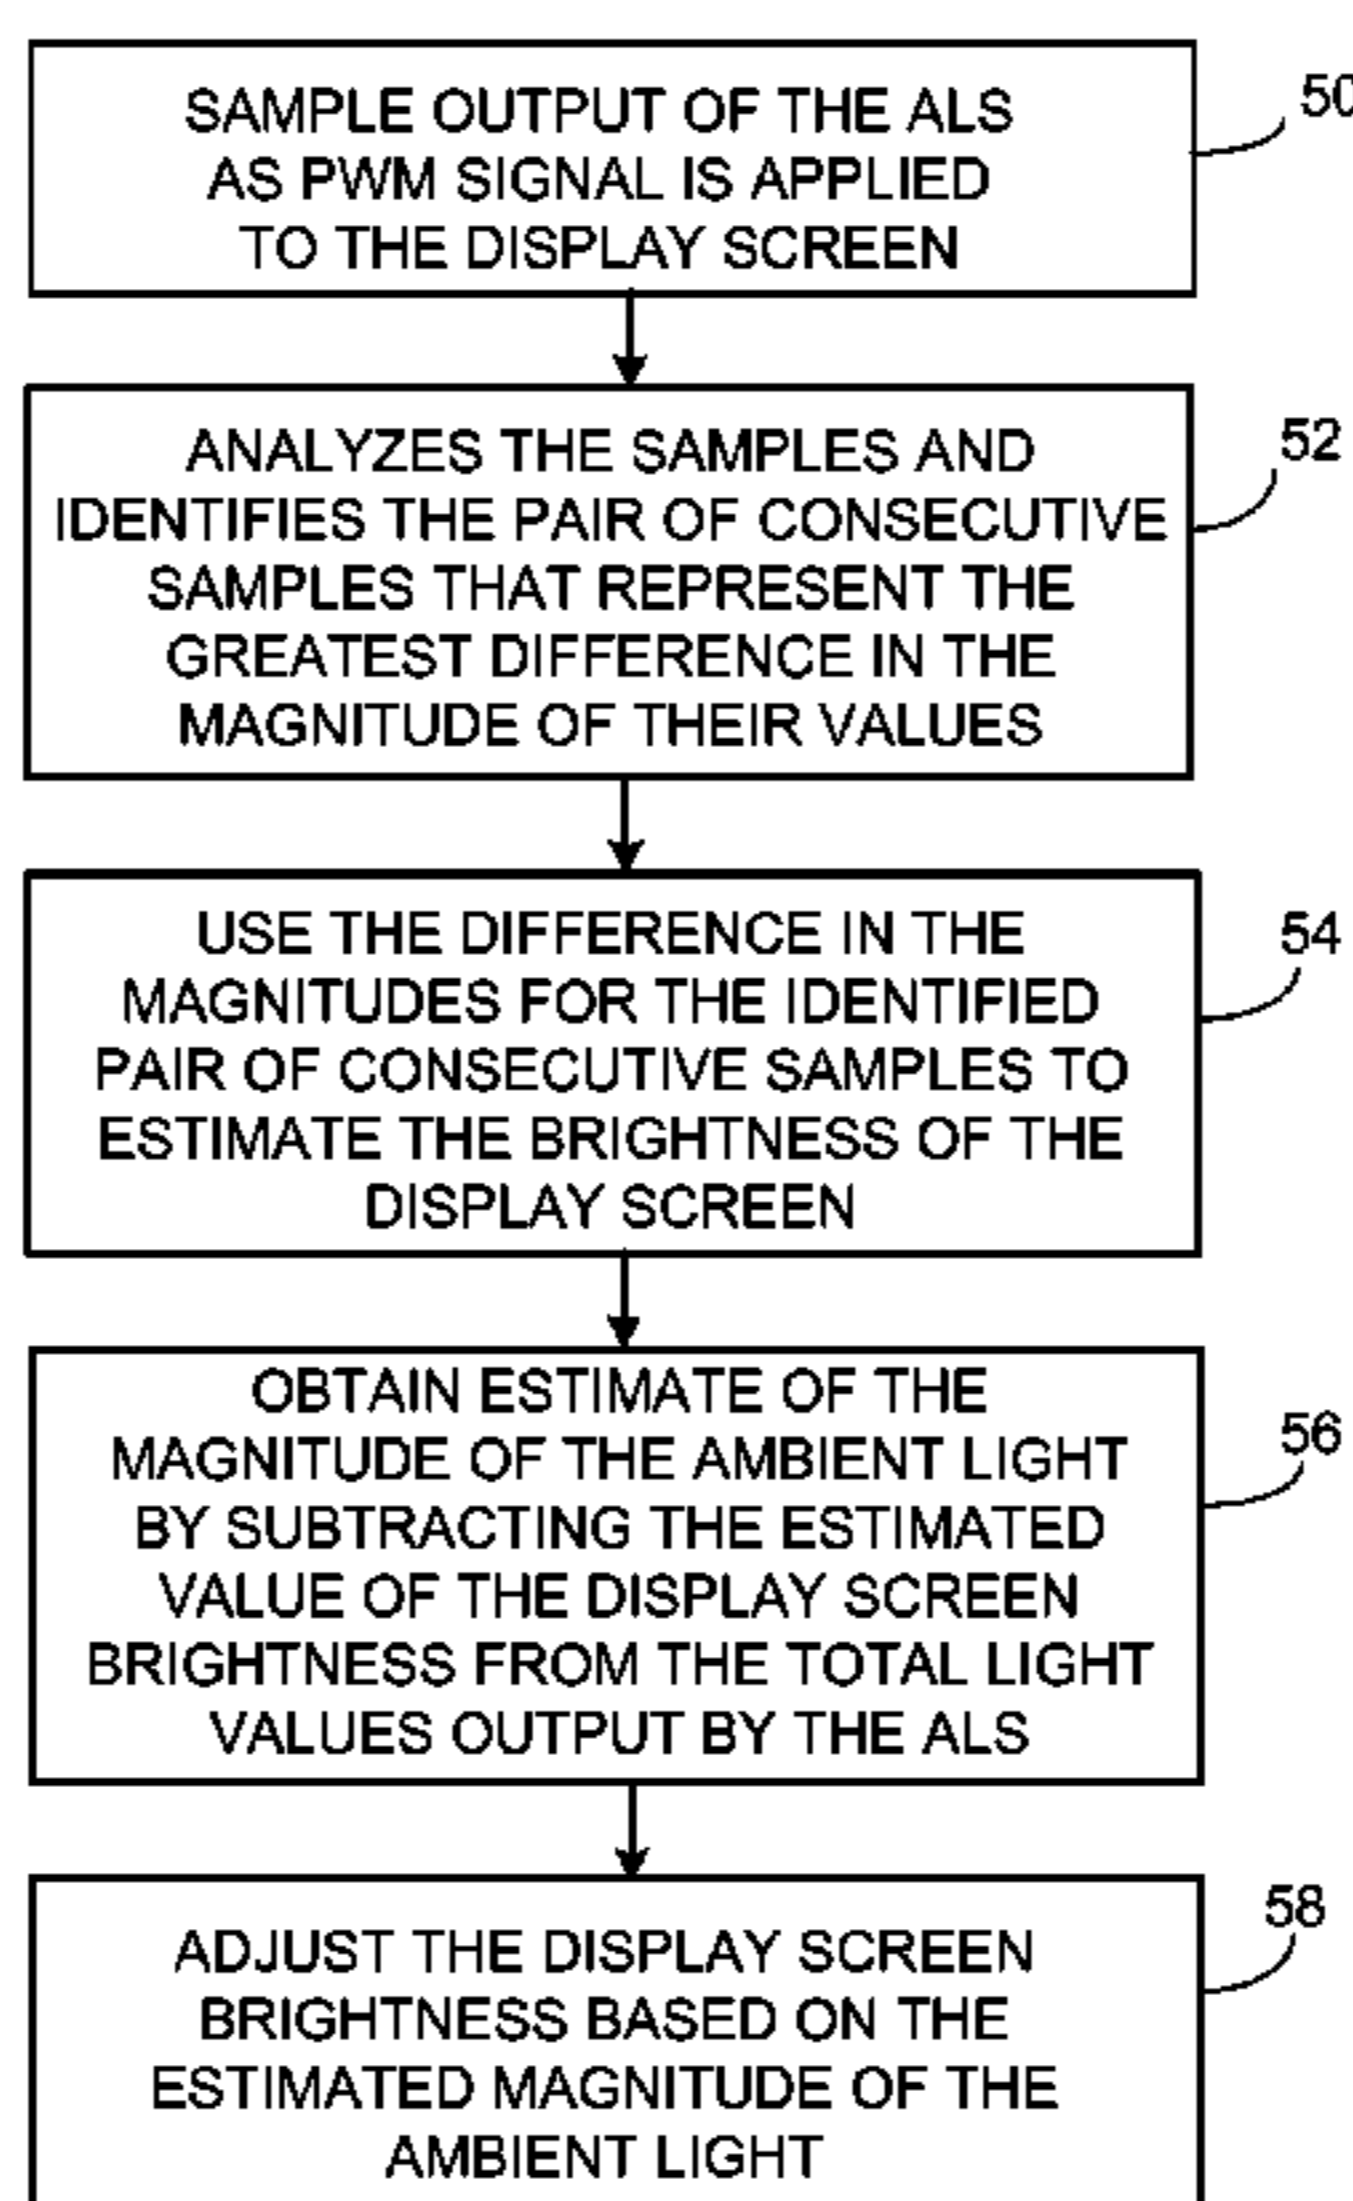 SAMPLE OUTPUT OF THE ALS
AS PWM SIGNAL IS APPLIED
TO THE DISPLAY SCREEN
50
ANALYZES THE SAMPLES AND
IDENTIFIES THE PAIR OF CONSECUTIVE
SAMPLES THAT REPRESENT THE
GREATEST DIFFERENCE IN THE
MAGNITUDE OF THEIR VALUES
52
USE THE DIFFERENCE IN THE
MAGNITUDES FOR THE IDENTIFIED
PAIR OF CONSECUTIVE SAMPLES TO
ESTIMATE THE BRIGHTNESS OF THE
DISPLAY SCREEN
54
OBTAIN ESTIMATE OF THE
MAGNITUDE OF THE AMBIENT LIGHT
BY SUBTRACTING THE ESTIMATED
VALUE OF THE DISPLAY SCREEN
BRIGHTNESS FROM THE TOTAL LIGHT
VALUES OUTPUT BY THE ALS
56
ADJUST THE DISPLAY SCREEN
BRIGHTNESS BASED ON THE
ESTIMATED MAGNITUDE OF THE
AMBIENT LIGHT
58